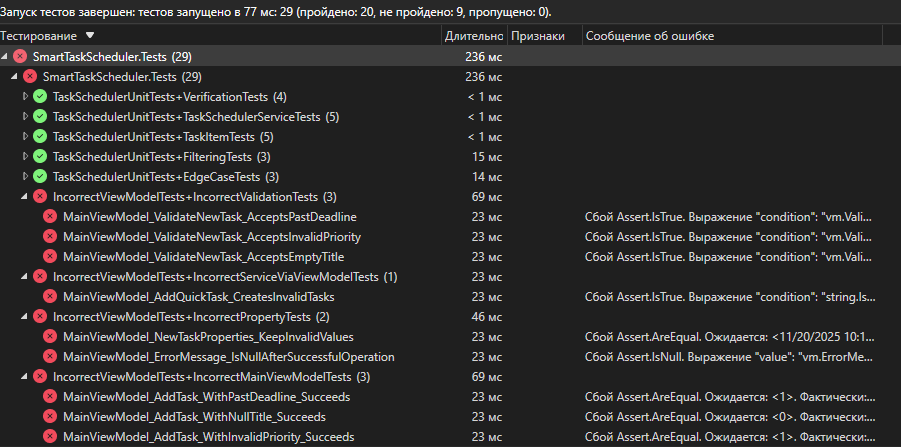 Запуск тестов завершен: тестов запущено в 77 мс: 29 (пройдено: 20, не пройдено: 9, пропущено: 0).
Тестирование Длительно Признаки Сообщение об ошибке
SmartTaskScheduler.Tests (29) 236 мс
SmartTaskScheduler.Tests (29) 236 мс
TaskSchedulerUnitTests+VerificationTests (4) < 1 мс
TaskSchedulerUnitTests+TaskSchedulerServiceTests (5) < 1 мс
TaskSchedulerUnitTests+TaskItemTests (5) < 1 мс
TaskSchedulerUnitTests+FilteringTests (3) 15 мс
TaskSchedulerUnitTests+EdgeCaseTests (3) 14 мс
IncorrectViewModelTests+IncorrectValidationTests (3) 69 мс
MainViewModel_ValidateNewTask_AcceptsPastDeadline 23 мс Сбой Assert.IsTrue. Выражение "condition": "vm.Vali...
MainViewModel_ValidateNewTask_AcceptsInvalidPriority 23 мс Сбой Assert.IsTrue. Выражение "condition": "vm.Vali...
MainViewModel_ValidateNewTask_AcceptsEmptyTitle 23 мс Сбой Assert.IsTrue. Выражение "condition": "vm.Vali...
IncorrectViewModelTests+IncorrectServiceViaViewModelTests (1) 23 мс
MainViewModel_AddQuickTask_CreatesInvalidTasks 23 мс Сбой Assert.IsTrue. Выражение "condition": "string.Is...
IncorrectViewModelTests+IncorrectPropertyTests (2) 46 мс
MainViewModel_NewTaskProperties_KeepInvalidValues 23 мс Сбой Assert.AreEqual. Ожидается: <11/20/2025 10:1...
MainViewModel_ErrorMessage_IsNullAfterSuccessfulOperation 23 мс Сбой Assert.IsNull. Выражение "value": "vm.ErrorMe...
IncorrectViewModelTests+IncorrectMainViewModelTests (3) 69 мс
MainViewModel_AddTask_WithPastDeadline_Succeeds 23 мс Сбой Assert.AreEqual. Ожидается: <1>. Фактически:...
MainViewModel_AddTask_WithNullTitle_Succeeds 23 мс Сбой Assert.AreEqual. Ожидается: <0>. Фактически:...
MainViewModel_AddTask_WithInvalidPriority_Succeeds 23 мс Сбой Assert.AreEqual. Ожидается: <1>. Фактически:...